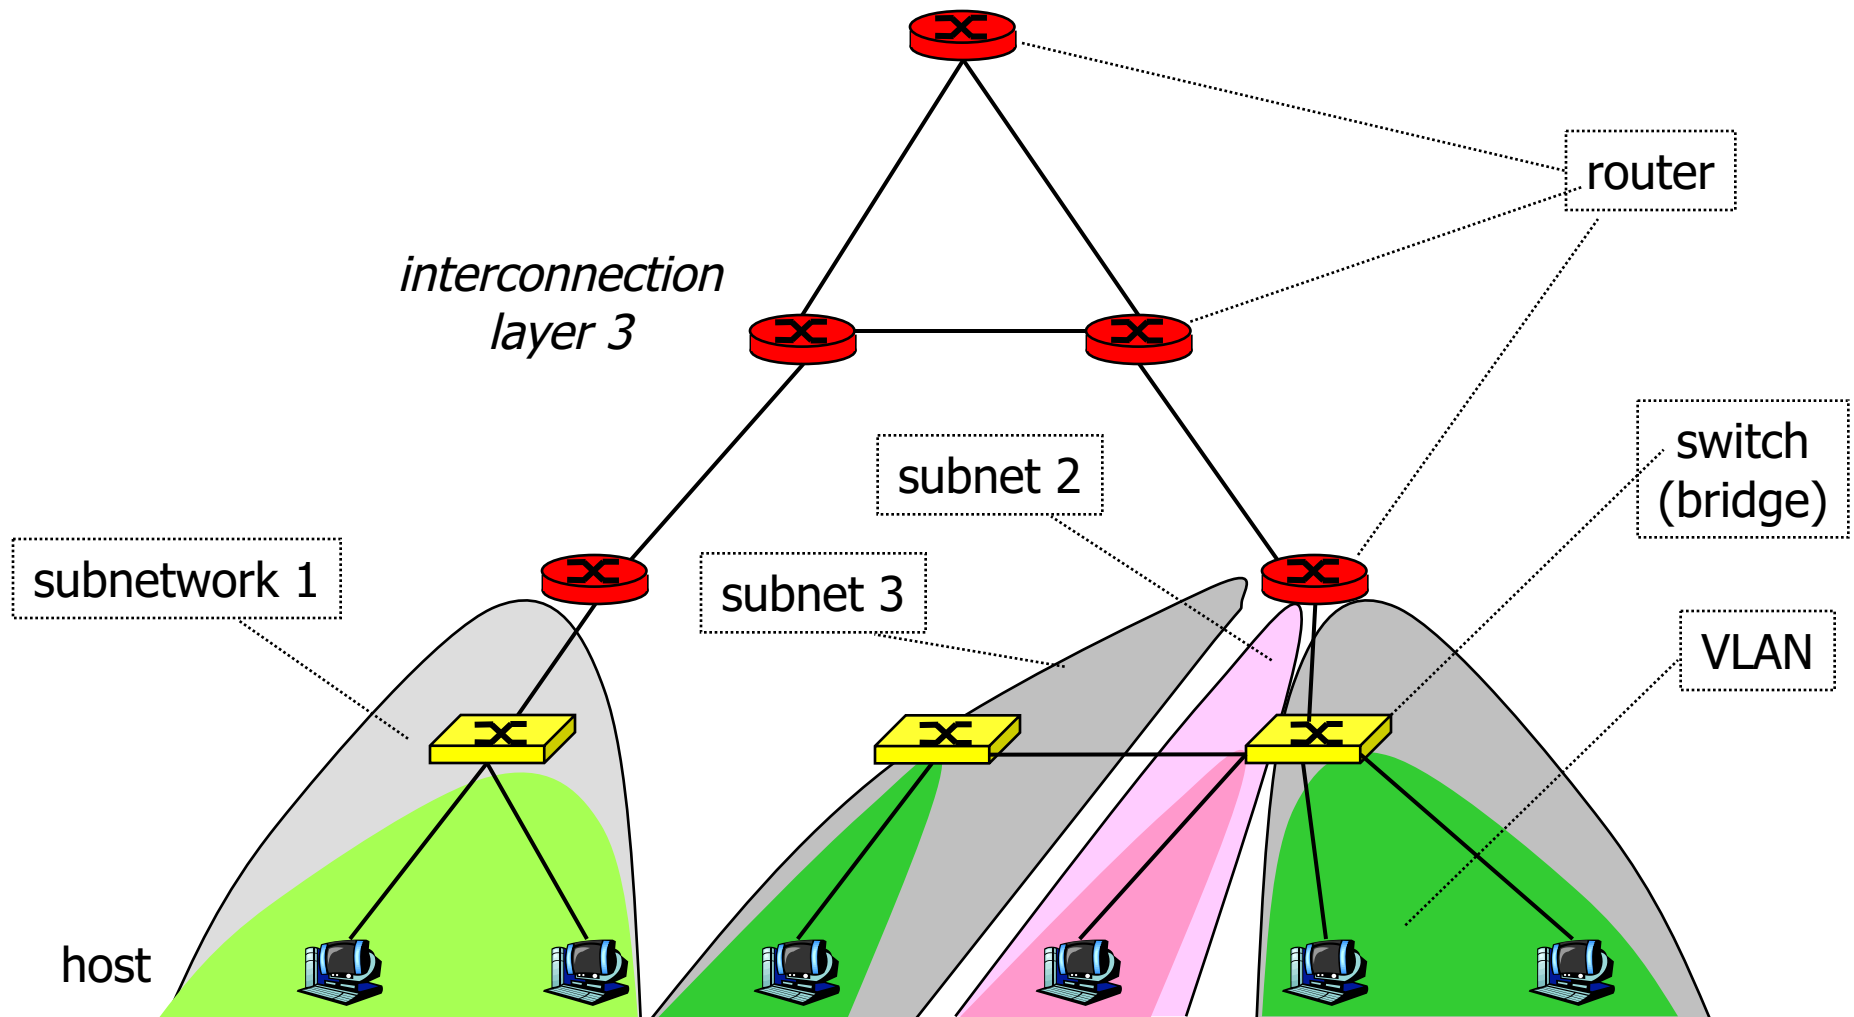 router
interconnection
layer 3
switch
(bridge)
subnet 2
subnetwork 1
subnet 3
VLAN
host